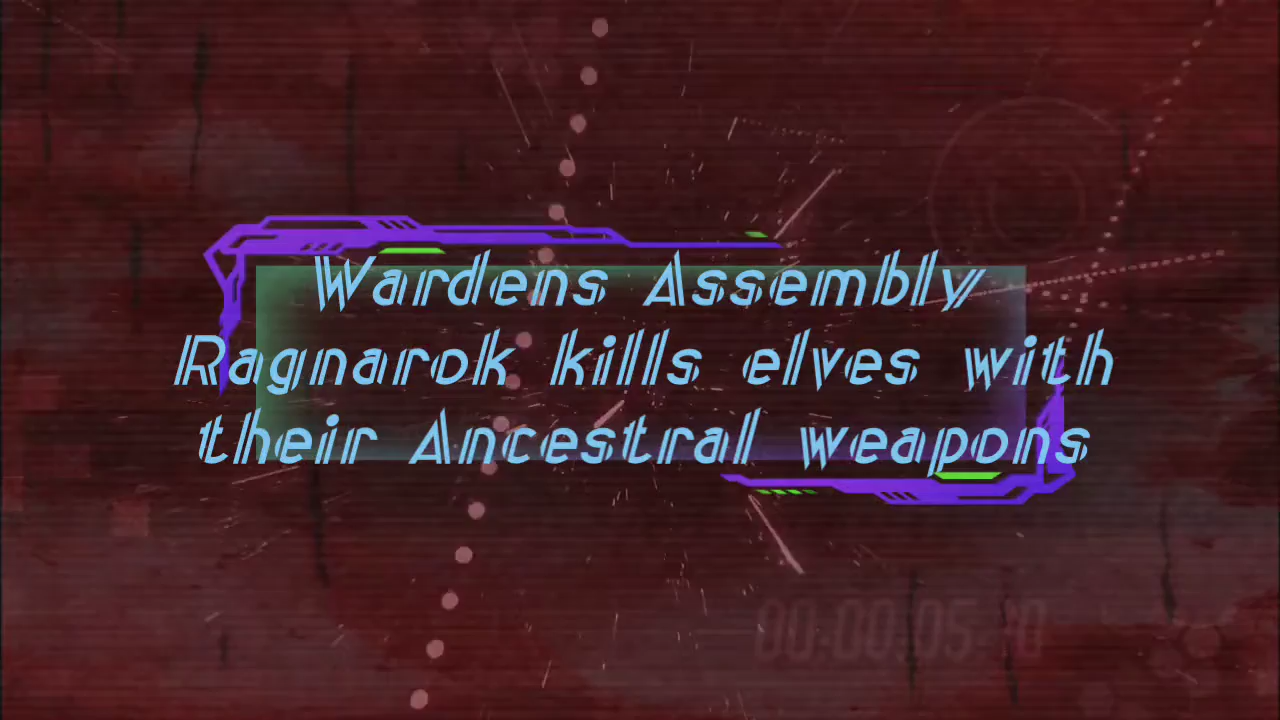 Wardens Assembly
Ragnarok kills elves with
their Ancestral weapons